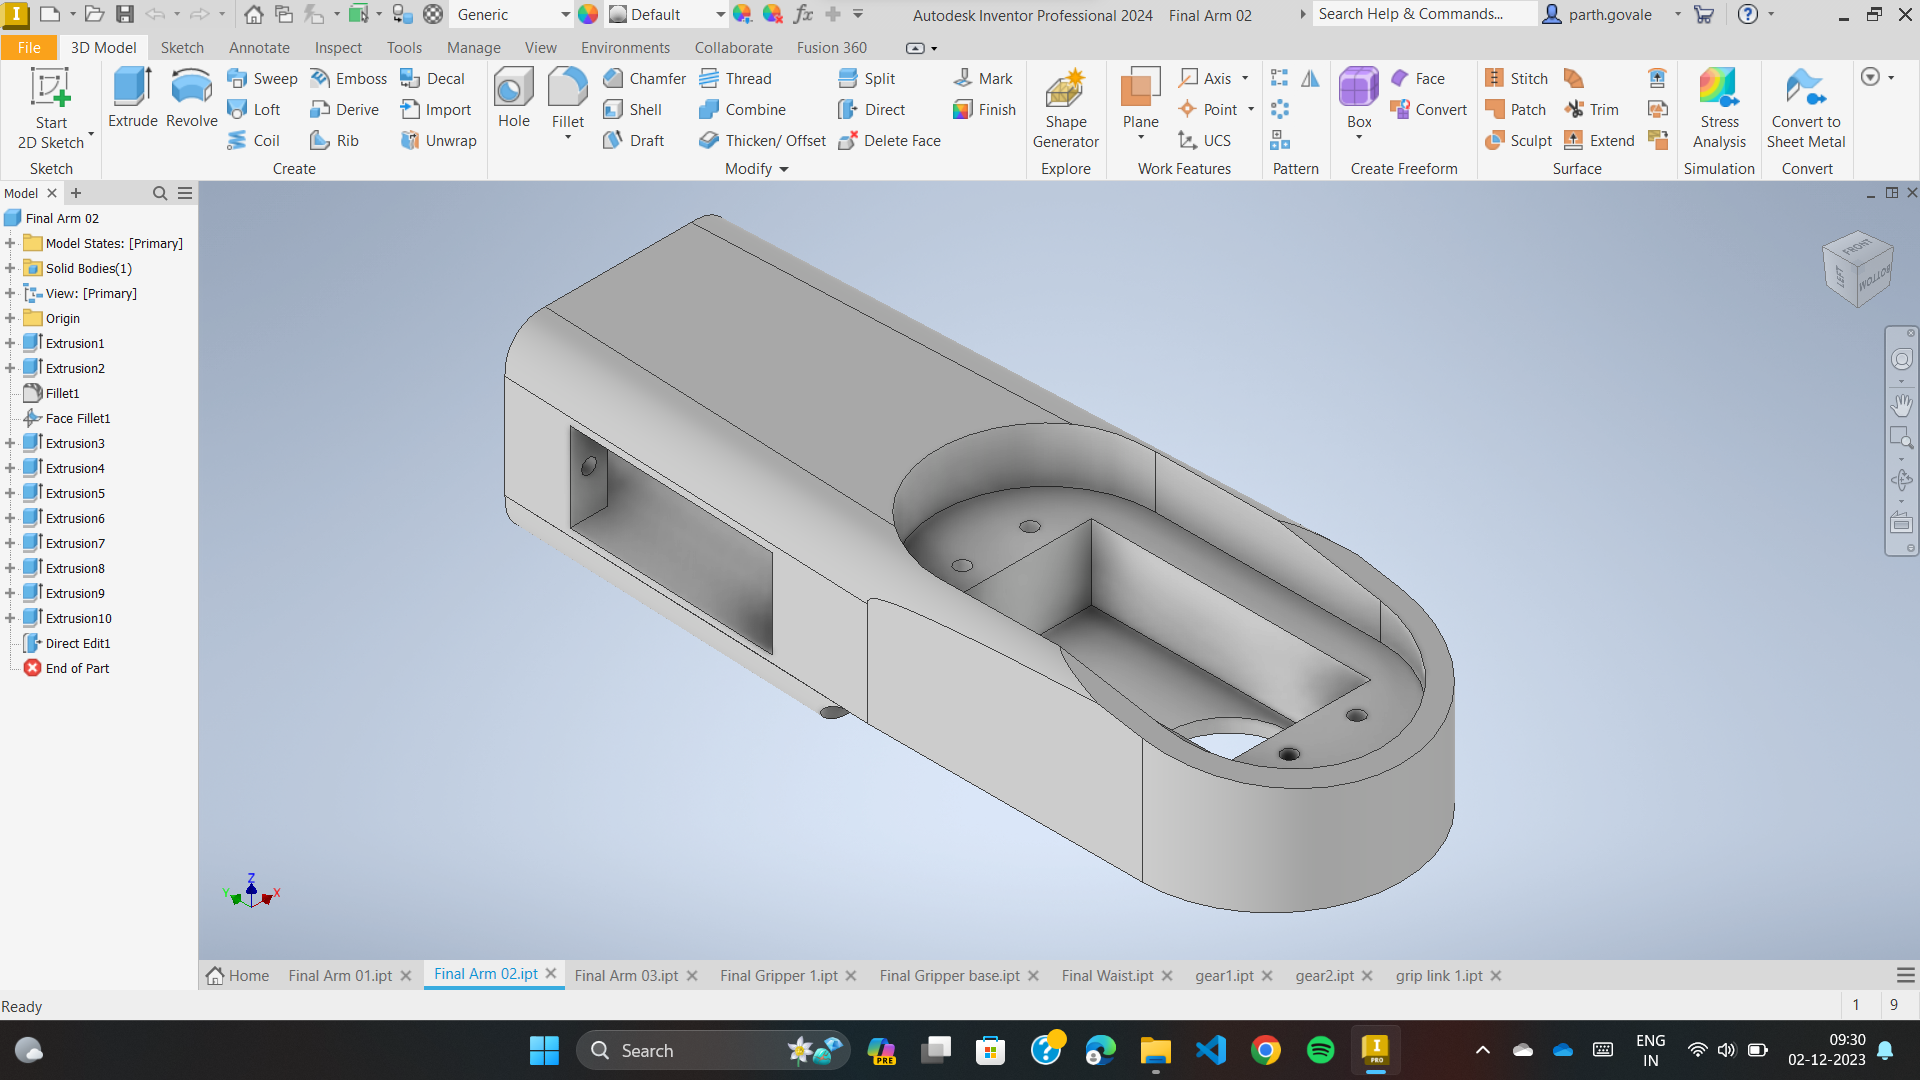 Generic
Default
Autodesk Inventor Professional 2024 Final Arm 02
Search Help & Commands...
parth.govale
File 3D Model Sketch Annotate Inspect Tools Manage View Environments Collaborate Fusion 360
Start
2D Sketch
Sketch
Extrude Revolve
Sweep Emboss Decal
Loft Derive Import
Coil Rib Unwrap
Create
Hole Fillet
Chamfer Thread Split Mark
Shell Combine Direct Finish
Draft Thicken/ Offset Delete Face
Modify
Shape
Generator
Explore
Plane
Axis
Point
UCS
Work Features
Pattern
Box
Face
Convert
Create Freeform
Stitch
Patch Trim
Sculpt Extend
Surface
Stress
Analysis
Simulation
Convert to
Sheet Metal
Convert
Model
Final Arm 02
Model States: [Primary]
Solid Bodies(1)
View: [Primary]
Origin
Extrusion1
Extrusion2
Fillet1
Face Fillet1
Extrusion3
Extrusion4
Extrusion5
Extrusion6
Extrusion7
Extrusion8
Extrusion9
Extrusion10
Direct Edit1
End of Part
FRONT
LEFT
BOTTOM
Z
Y
X
Home Final Arm 01.ipt Final Arm 02.ipt Final Arm 03.ipt Final Gripper 1.ipt Final Gripper base.ipt Final Waist.ipt gear1.ipt gear2.ipt grip link 1.ipt
Ready
1 9
Search
PRE
I
PRO
ENG
IN
09:30
02-12-2023